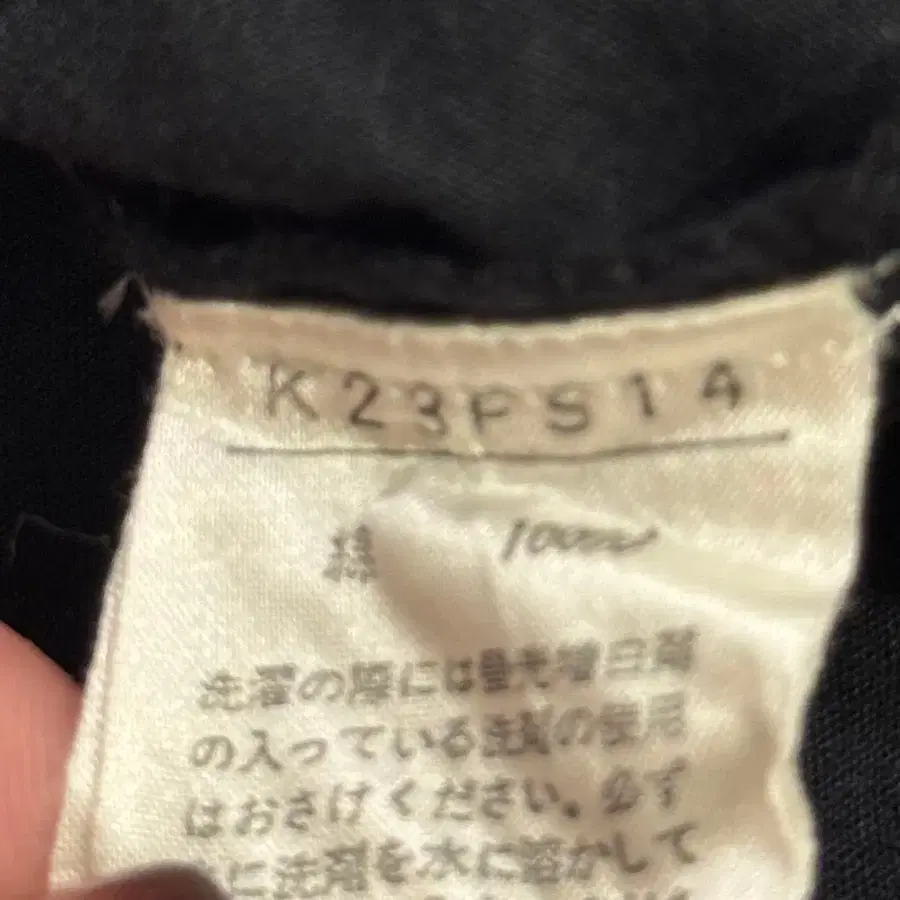 K23FS14
綿 100%
洗濯の際には蛍光増白剤
の入っている洗剤の使用
はおさけください。必ず
に洗剤を水に溶かして